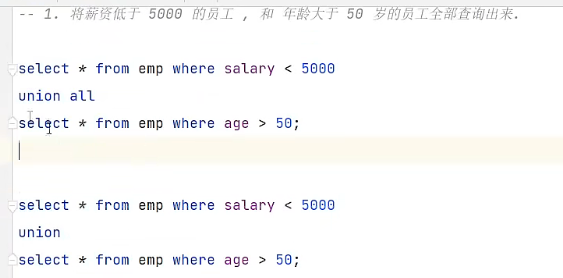 -- 1. 将薪资低于 5000 的员工 , 和 年龄大于 50 岁的员工全部查询出来.
select * from emp where salary < 5000
union all
select * from emp where age > 50;
select * from emp where salary < 5000
union
select * from emp where age > 50;